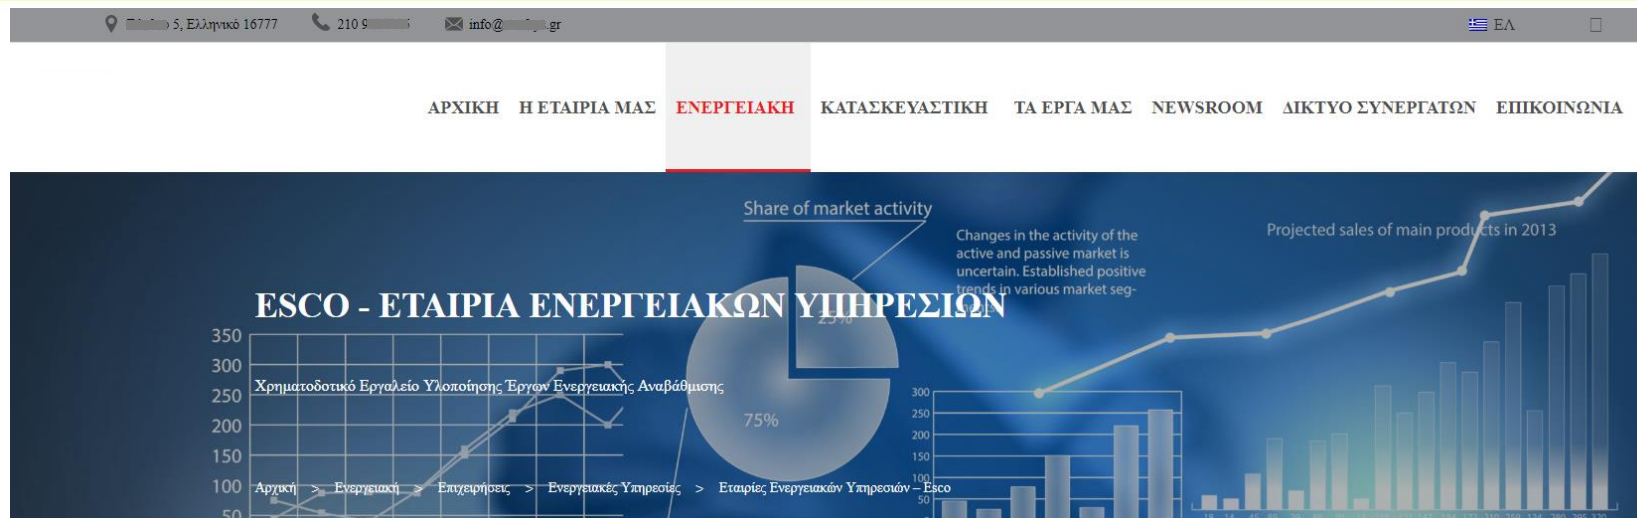 5, Ελληνικό 16777 210 9 info@ .gr ΕΛ
ΑΡΧΙΚΗ Η ΕΤΑΙΡΙΑ ΜΑΣ ΕΝΕΡΓΕΙΑΚΗ ΚΑΤΑΣΚΕΥΑΣΤΙΚΗ ΤΑ ΕΡΓΑ ΜΑΣ NEWSROOM ΔΙΚΤΥΟ ΣΥΝΕΡΓΑΤΩΝ ΕΠΙΚΟΙΝΩΝΙΑ
Share of market activity
Changes in the activity of the
active and passive market is
uncertain. Established positive
trends in various market seg-
Projected sales of main products in 2013
ESCO - ΕΤΑΙΡΙΑ ΕΝΕΡΓΕΙΑΚΩΝ ΥΠΗΡΕΣΙΩΝ
25%
350
300
250
200
150
100
50
Χρηματοδοτικό Εργαλείο Υλοποίησης Έργων Ενεργειακής Αναβάθμισης
75%
300
250
200
150
100
50
Αρχική > Ενεργειακή > Επιχειρήσεις > Ενεργειακές Υπηρεσίες > Εταιρίες Ενεργειακών Υπηρεσιών – Esco